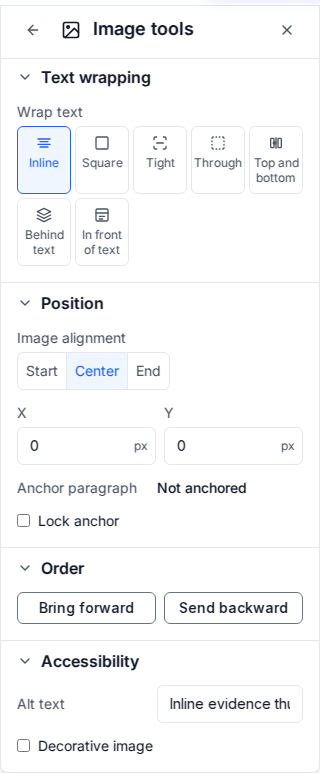 Image tools
Text wrapping
Wrap text
Inline Square Tight Through Top and
bottom
Behind In front
text of text
Position
Image alignment
Start Center End
X Y
0 px 0 px
Anchor paragraph Not anchored
Lock anchor
Order
Bring forward Send backward
Accessibility
Alt text Inline evidence
Decorative image